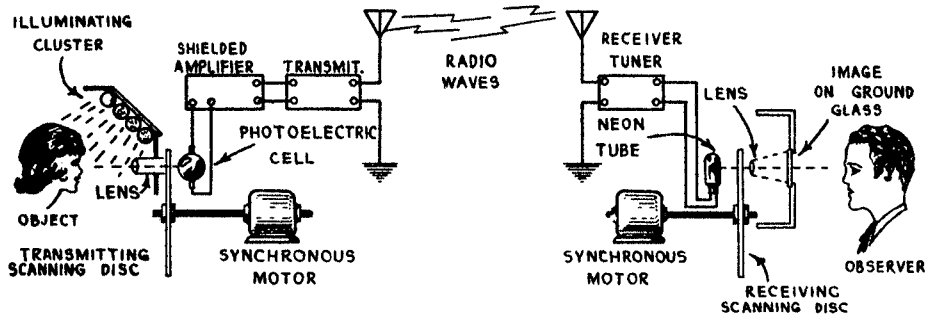 ILLUMINATING
CLUSTER
SHIELDED
AMPLIFIER
TRANSMIT.
RADIO
WAVES
RECEIVER
TUNER
IMAGE
ON GROUND
GLASS
LENS
PHOTOELECTRIC
CELL
NEON
TUBE
LENS
OBJECT
TRANSMITTING
SCANNING DISC
SYNCHRONOUS
MOTOR
SYNCHRONOUS
MOTOR
OBSERVER
RECEIVING
SCANNING DISC